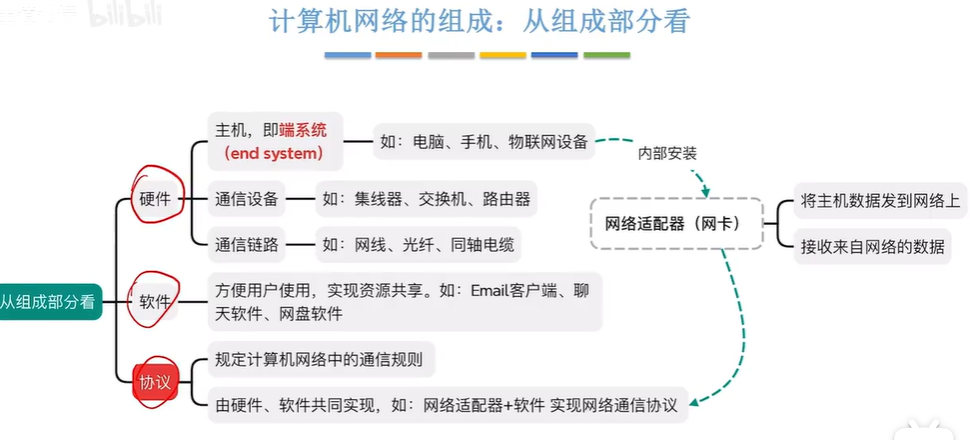 bilibili
计算机网络的组成：从组成部分看
主机，即端系统
（end system）
如：电脑、手机、物联网设备
内部安装
硬件
通信设备
如：集线器、交换机、路由器
网络适配器（网卡）
将主机数据发到网络上
接收来自网络的数据
通信链路
如：网线、光纤、同轴电缆
从组成部分看
软件
方便用户使用，实现资源共享。如：Email客户端、聊
天软件、网盘软件
协议
规定计算机网络中的通信规则
由硬件、软件共同实现，如：网络适配器+软件 实现网络通信协议